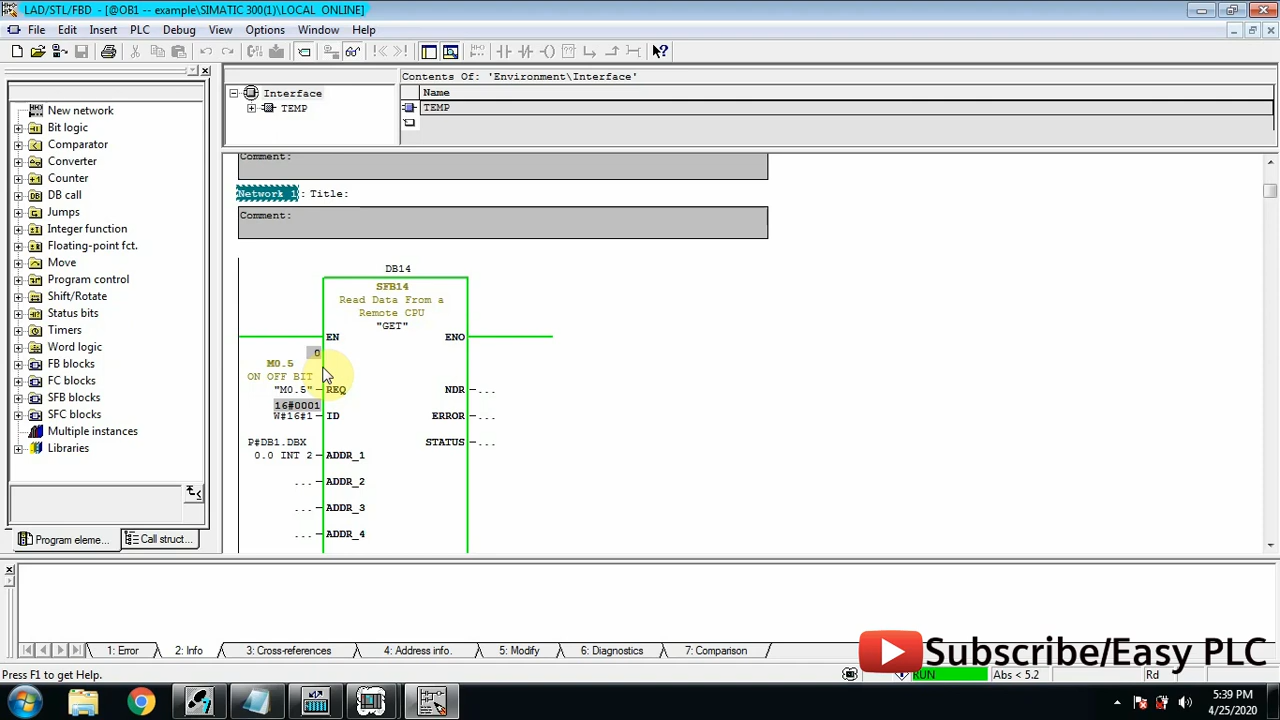 LAD/STL/FBD - [@OB1 -- example\SIMATIC 300(1)\LOCAL ONLINE]
File Edit Insert PLC Debug View Options Window Help
New network
Bit logic
Comparator
Converter
Counter
DB call
Jumps
Integer function
Floating-point fct.
Move
Program control
Shift/Rotate
Status bits
Timers
Word logic
FB blocks
FC blocks
SFB blocks
SFC blocks
Multiple instances
Libraries
Program eleme...
Call struct...
Interface
TEMP
Contents Of: 'Environment\Interface'
Name
TEMP
Comment:
Network 1: Title:
Comment:
DB14
SFB14
Read Data From a
Remote CPU
"GET"
EN ENO
0
M0.5
ON OFF BIT
"M0.5" REQ NDR ...
16#0001
W#16#1 ID ERROR ...
P#DB1.DBX STATUS ...
0.0 INT 2 ADDR_1
... ADDR_2
... ADDR_3
... ADDR_4
1: Error 2: Info 3: Cross-references 4: Address info. 5: Modify 6: Diagnostics 7: Comparison
Subscribe/Easy PLC
Press F1 to get Help.
RUN
Abs < 5.2
Rd
5:39 PM
4/25/2020